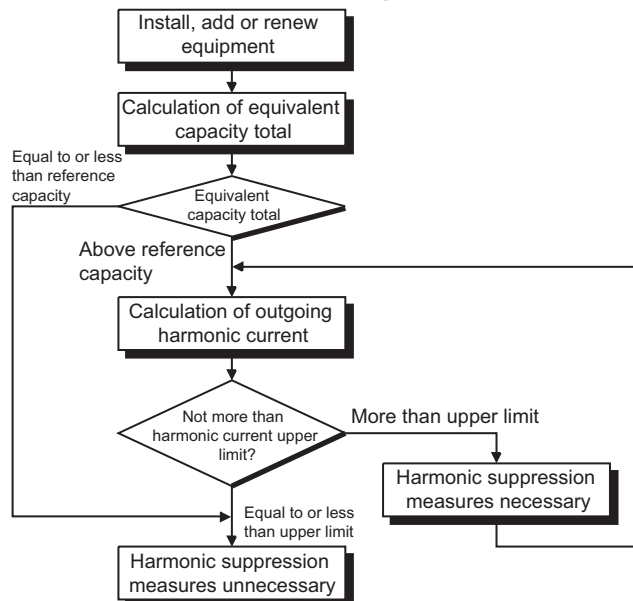 Install, add or renew
equipment
Calculation of equivalent
capacity total
Equal to or less
than reference
capacity
Equivalent
capacity total
Above reference
capacity
Calculation of outgoing
harmonic current
Not more than
harmonic current upper
limit?
More than upper limit
Harmonic suppression
measures necessary
Equal to or less
than upper limit
Harmonic suppression
measures unnecessary